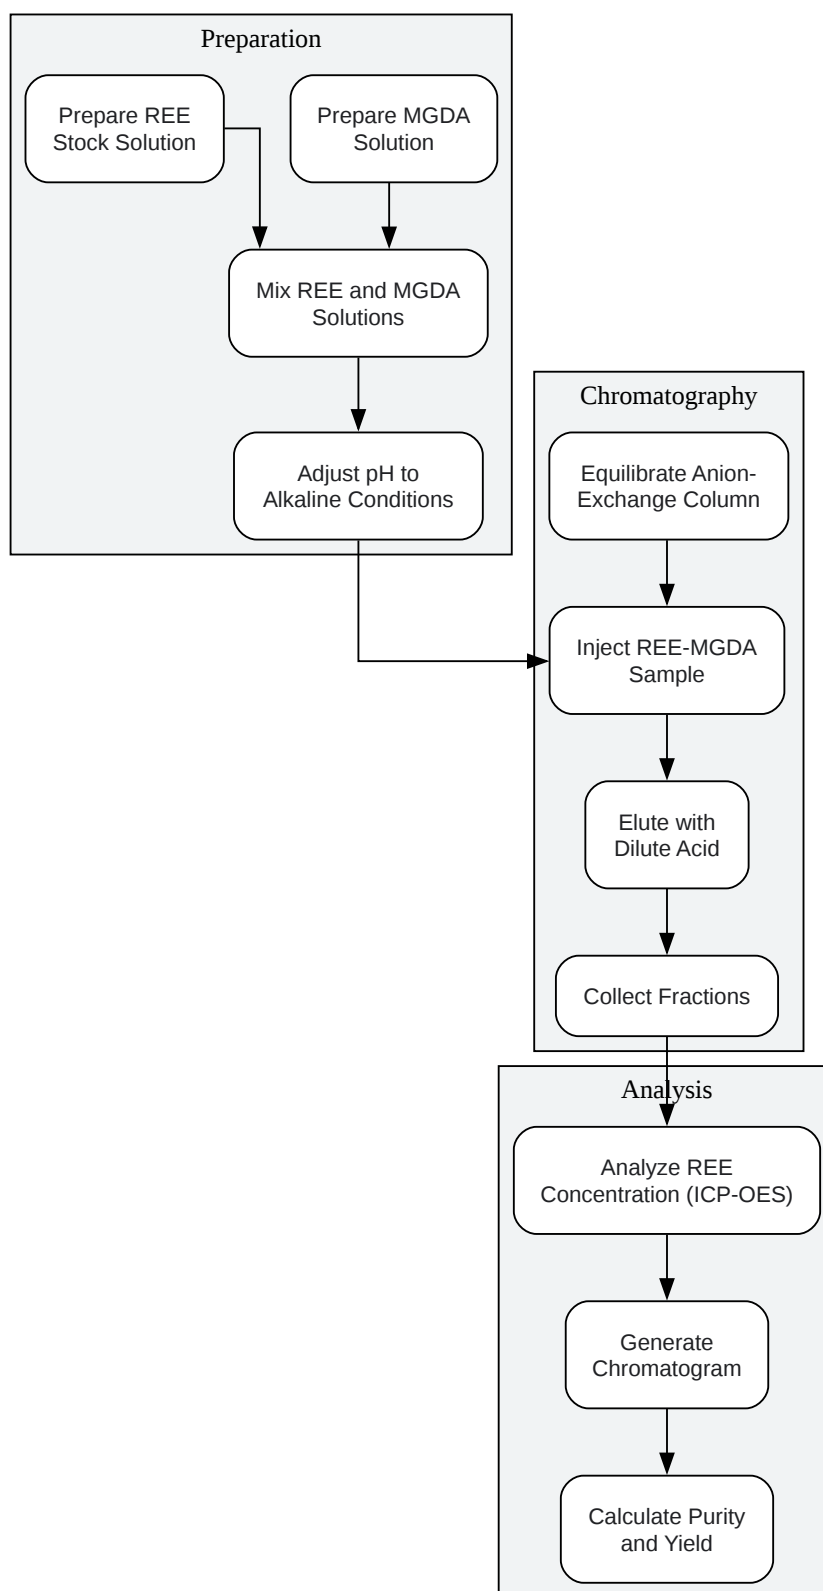 Preparation
Prepare REE
Stock Solution
Prepare MGDA
Solution
Mix REE and MGDA
Solutions
Adjust pH to
Alkaline Conditions
Chromatography
Equilibrate Anion-
Exchange Column
Inject REE-MGDA
Sample
Elute with
Dilute Acid
Collect Fractions
Analysis
Analyze REE
Concentration (ICP-OES)
Generate
Chromatogram
Calculate Purity
and Yield